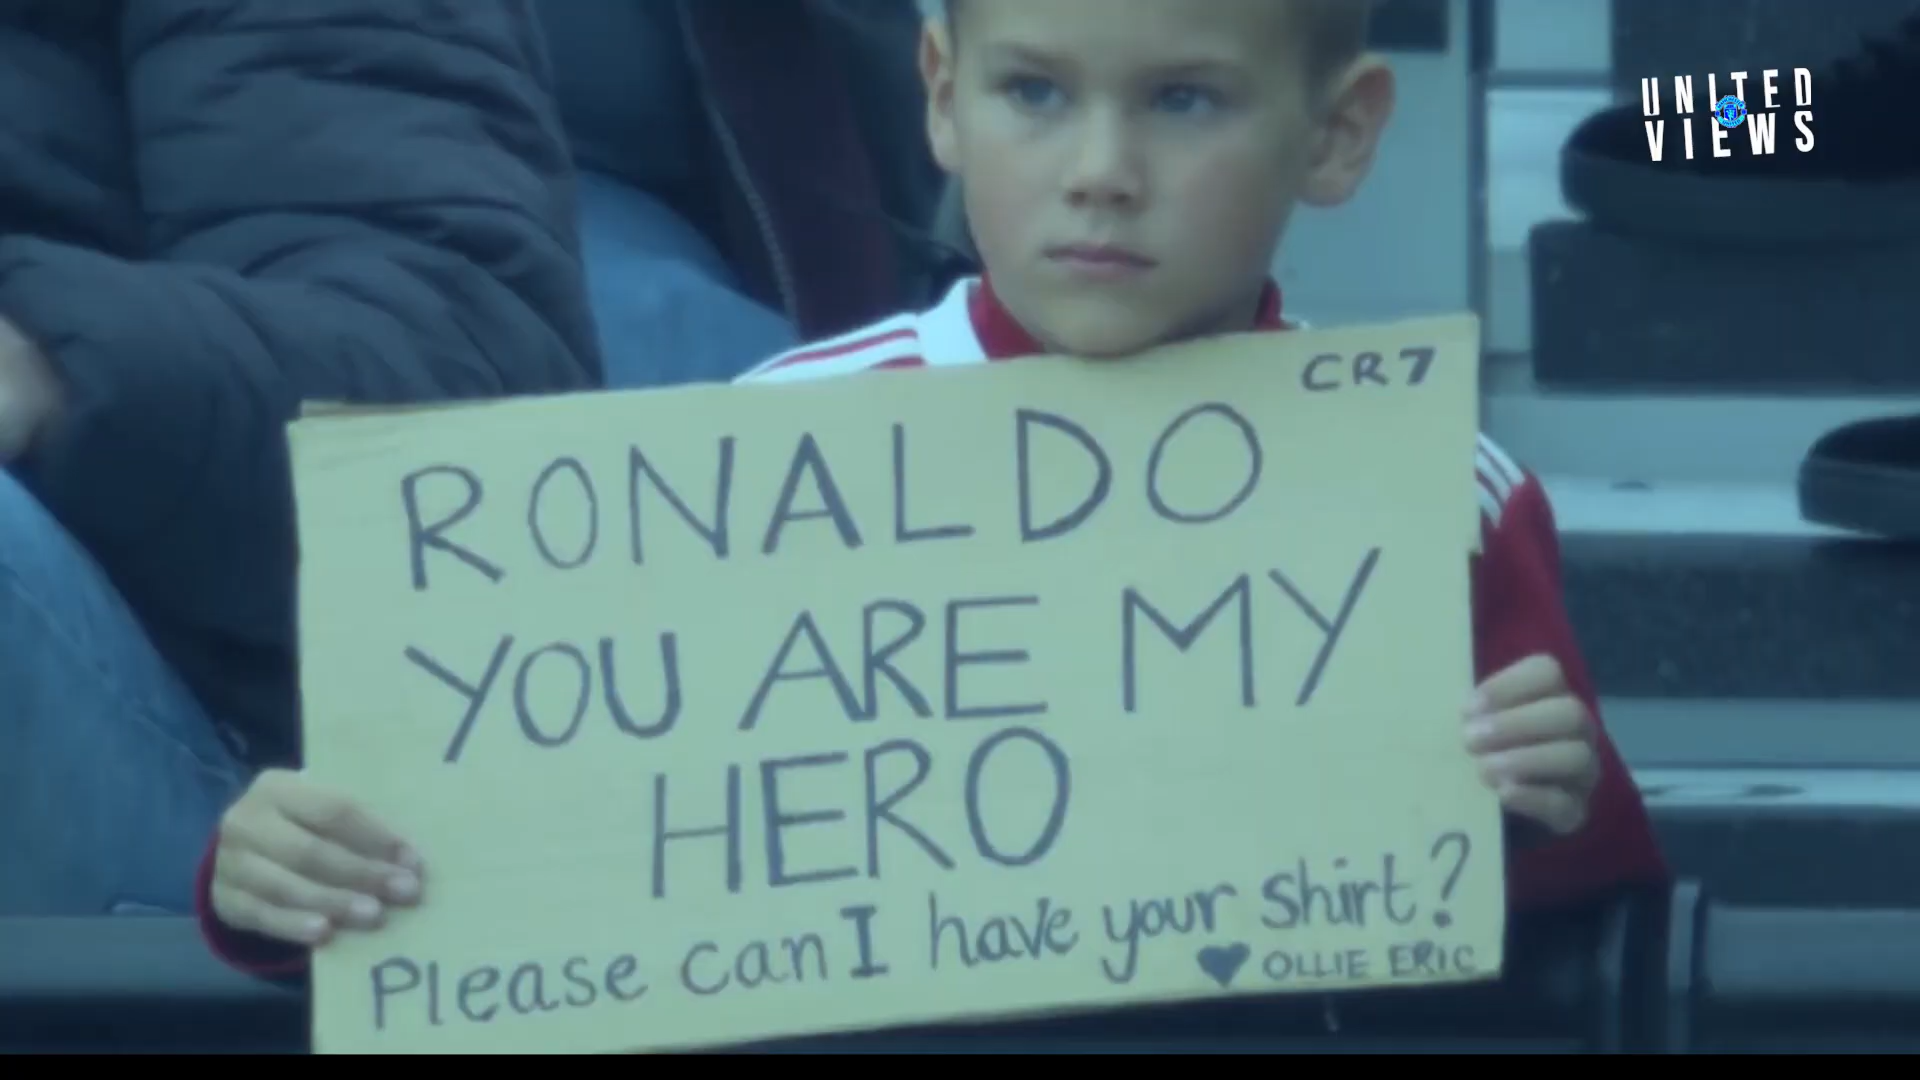 UNITED
VIEWS
CR7
RONALDO
YOU ARE MY
HERO
Please can I have your shirt?
OLLIE ERIC